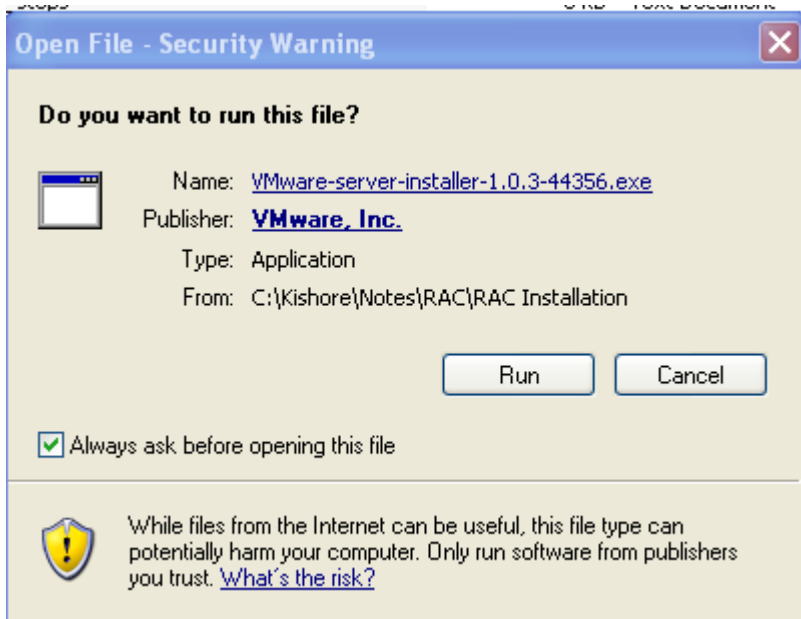 Open File - Security Warning
Do you want to run this file?
Name: VMware-server-installer-1.0.3-44356.exe
Publisher: VMware, Inc.
Type: Application
From: C:\Kishore\Notes\RAC\RAC Installation
Run Cancel
Always ask before opening this file
While files from the Internet can be useful, this file type can
potentially harm your computer. Only run software from publishers
you trust. What's the risk?